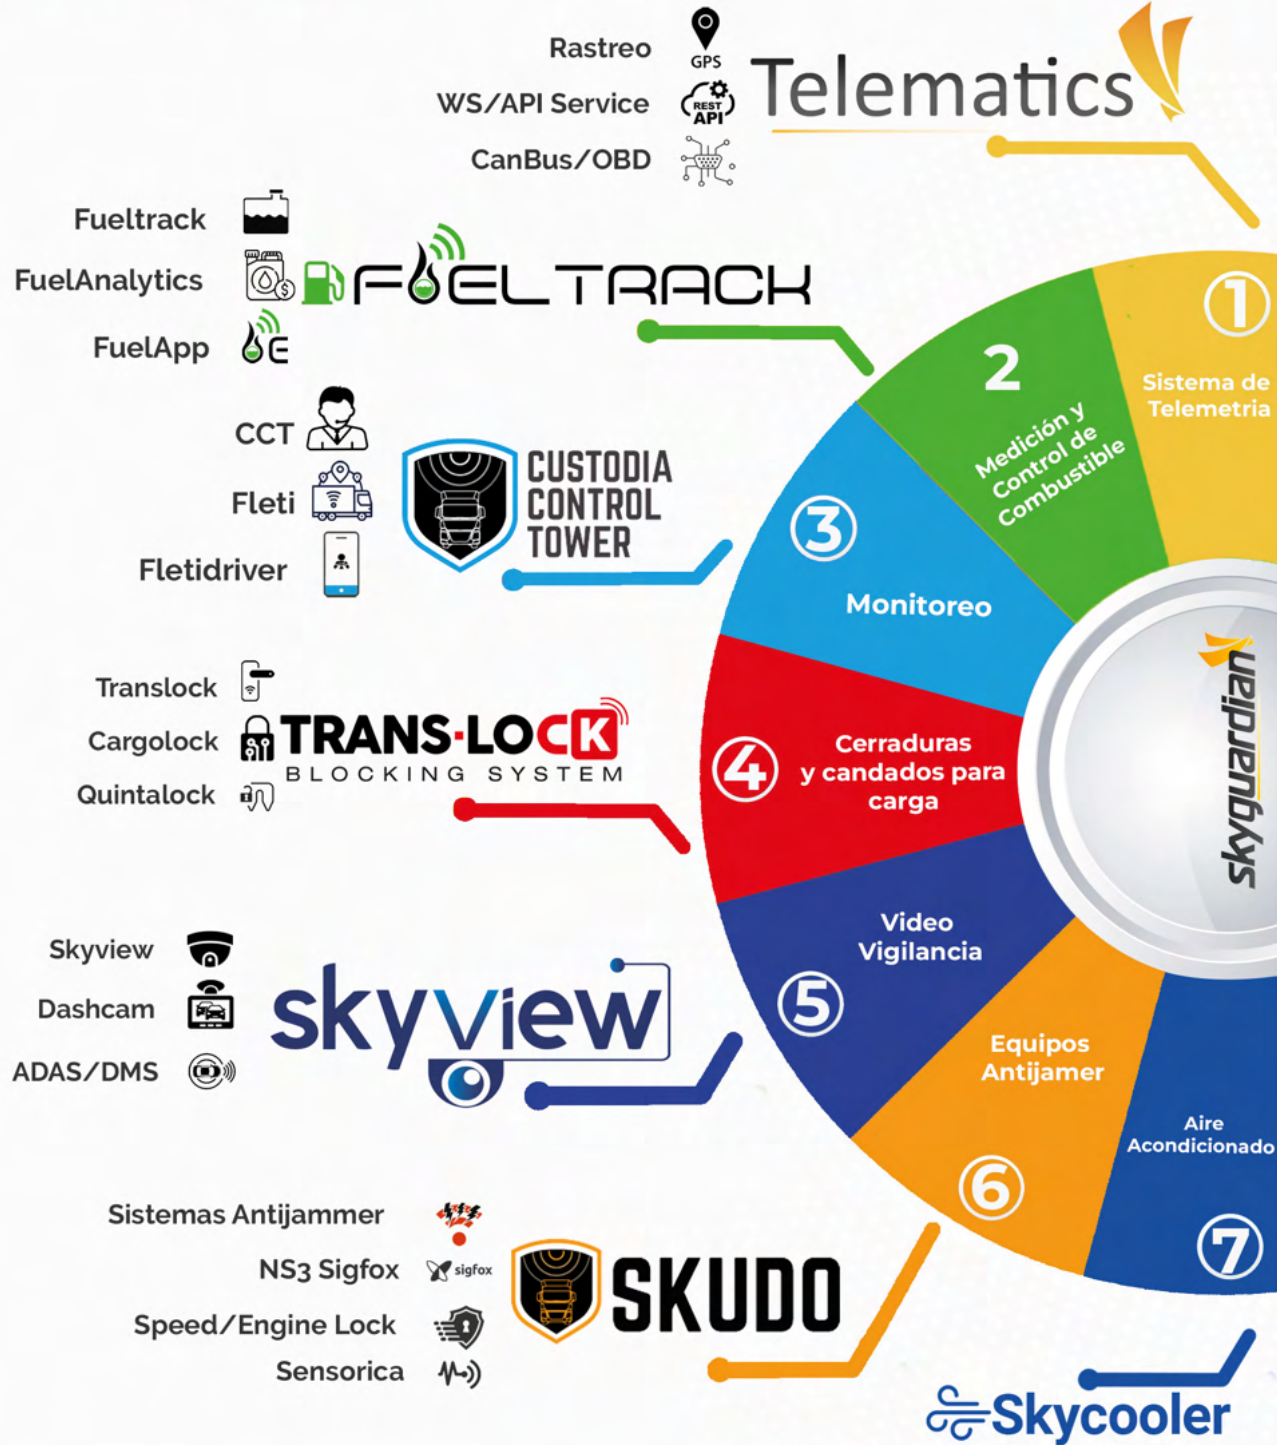 Rastreo
GPS
WS/API Service
REST
API
CanBus/OBD
Telematics
Fueltrack
FuelAnalytics
$
FuelApp
E
FUELTRACK
CCT
Fleti
Fletidriver
CUSTODIA
CONTROL
TOWER
Translock
Cargolock
Quintalock
TRANS·LOCK
BLOCKING SYSTEM
Skyview
Dashcam
ADAS/DMS
skyview
Sistemas Antijammer
NS3 Sigfox
sigfox
Speed/Engine Lock
Sensorica
SKUDO
Skycooler
1
Sistema de
Telemetria
2
Medición y
Control de
Combustible
3
Monitoreo
4
Cerraduras
y candados para
carga
5
Video
Vigilancia
6
Equipos
Antijamer
7
Aire
Acondicionado
skyguardian